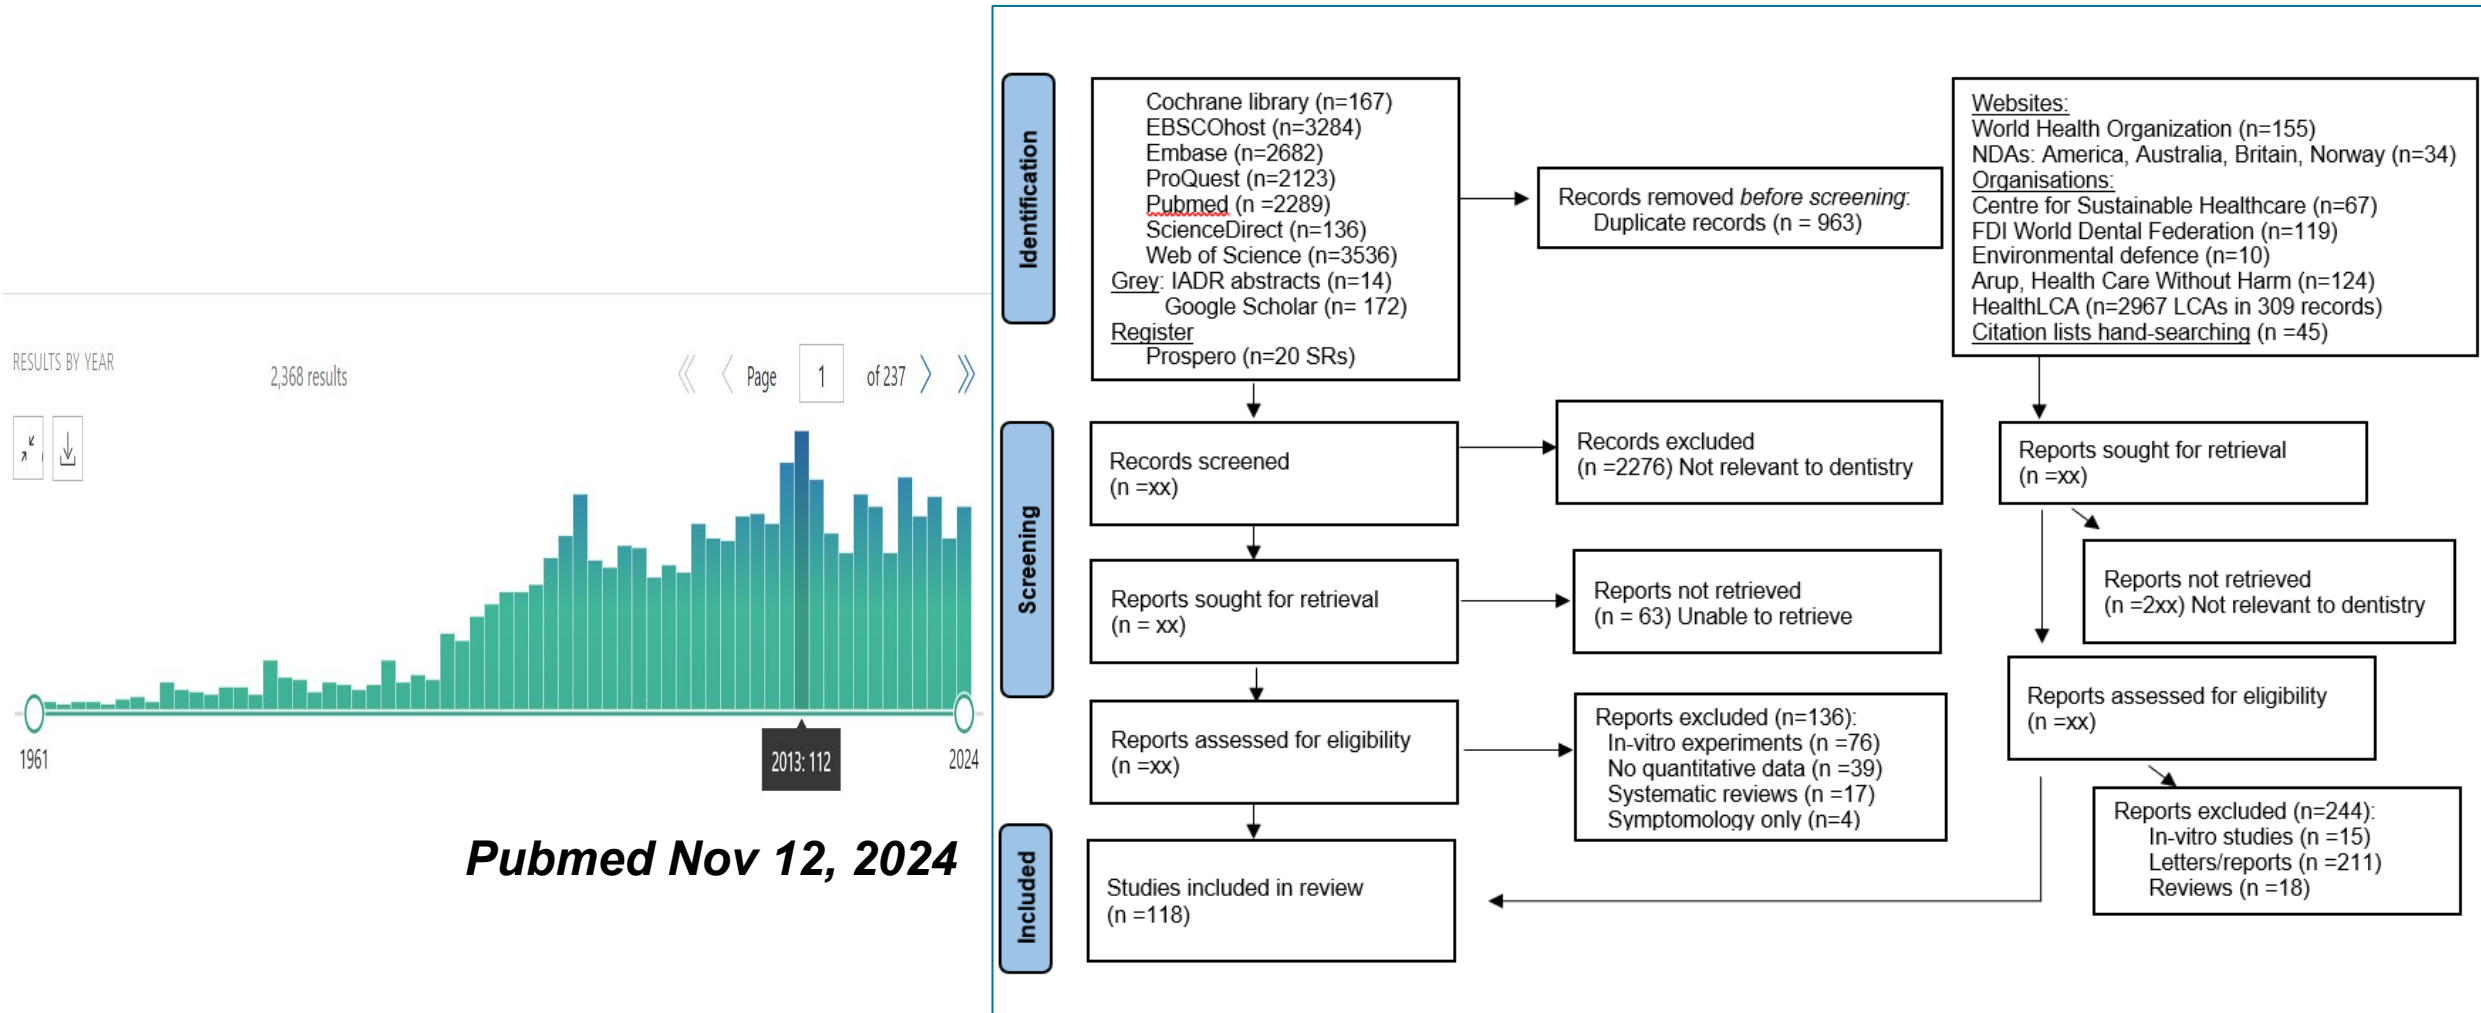 RESULTS BY YEAR
2,368 results
Page 1 of 237
1961
2013: 112
2024
Pubmed Nov 12, 2024
Identification
Cochrane library (n=167)
EBSCOhost (n=3284)
Embase (n=2682)
ProQuest (n=2123)
Pubmed (n =2289)
ScienceDirect (n=136)
Web of Science (n=3536)
Grey: IADR abstracts (n=14)
Google Scholar (n= 172)
Register
Prospero (n=20 SRs)
Records removed before screening:
Duplicate records (n = 963)
Websites:
World Health Organization (n=155)
NDAs: America, Australia, Britain, Norway (n=34)
Organisations:
Centre for Sustainable Healthcare (n=67)
FDI World Dental Federation (n=119)
Environmental defence (n=10)
Arup, Health Care Without Harm (n=124)
HealthLCA (n=2967 LCAs in 309 records)
Citation lists hand-searching (n =45)
Screening
Records screened
(n =xx)
Records excluded
(n =2276) Not relevant to dentistry
Reports sought for retrieval
(n =xx)
Reports sought for retrieval
(n = xx)
Reports not retrieved
(n = 63) Unable to retrieve
Reports not retrieved
(n =2xx) Not relevant to dentistry
Reports assessed for eligibility
(n =xx)
Reports excluded (n=136):
In-vitro experiments (n =76)
No quantitative data (n =39)
Systematic reviews (n =17)
Symptomology only (n=4)
Reports assessed for eligibility
(n =xx)
Reports excluded (n=244):
In-vitro studies (n =15)
Letters/reports (n =211)
Reviews (n =18)
Included
Studies included in review
(n =118)